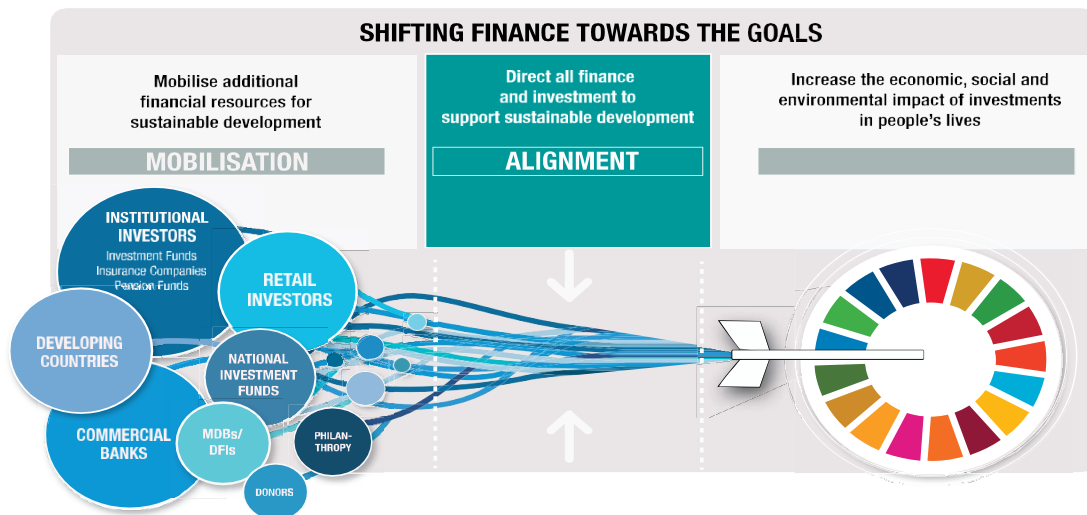 SHIFTING FINANCE TOWARDS THE GOALS
Mobilise additional
financial resources for
sustainable development
MOBILISATION
Direct all finance
and investment to
support sustainable development
ALIGNMENT
Increase the economic, social and
environmental impact of investments
in people's lives
INSTITUTIONAL
INVESTORS
Investment Funds
Insurance Companies
Pension Funds
RETAIL
INVESTORS
DEVELOPING
COUNTRIES
NATIONAL
INVESTMENT
FUNDS
COMMERCIAL
BANKS
MDBs/
DFIs
PHILAN-
THROPY
DONORS